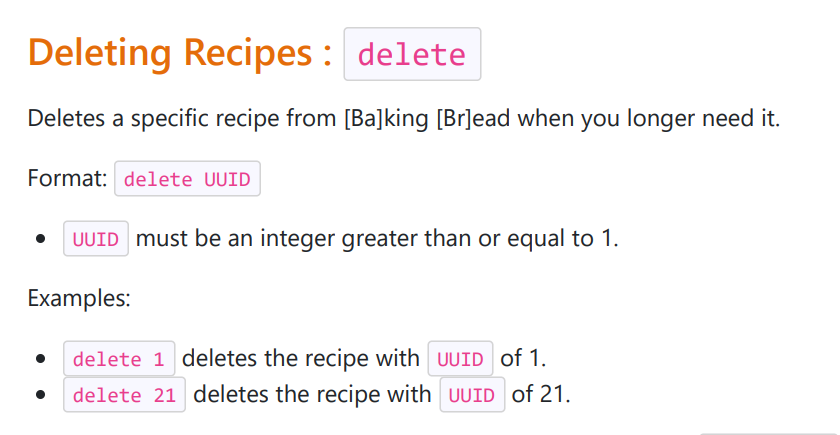 Deleting Recipes : delete
Deletes a specific recipe from [Ba]king [Br]ead when you longer need it.
Format: delete UUID
• UUID must be an integer greater than or equal to 1.
Examples:
• delete 1 deletes the recipe with UUID of 1.
• delete 21 deletes the recipe with UUID of 21.